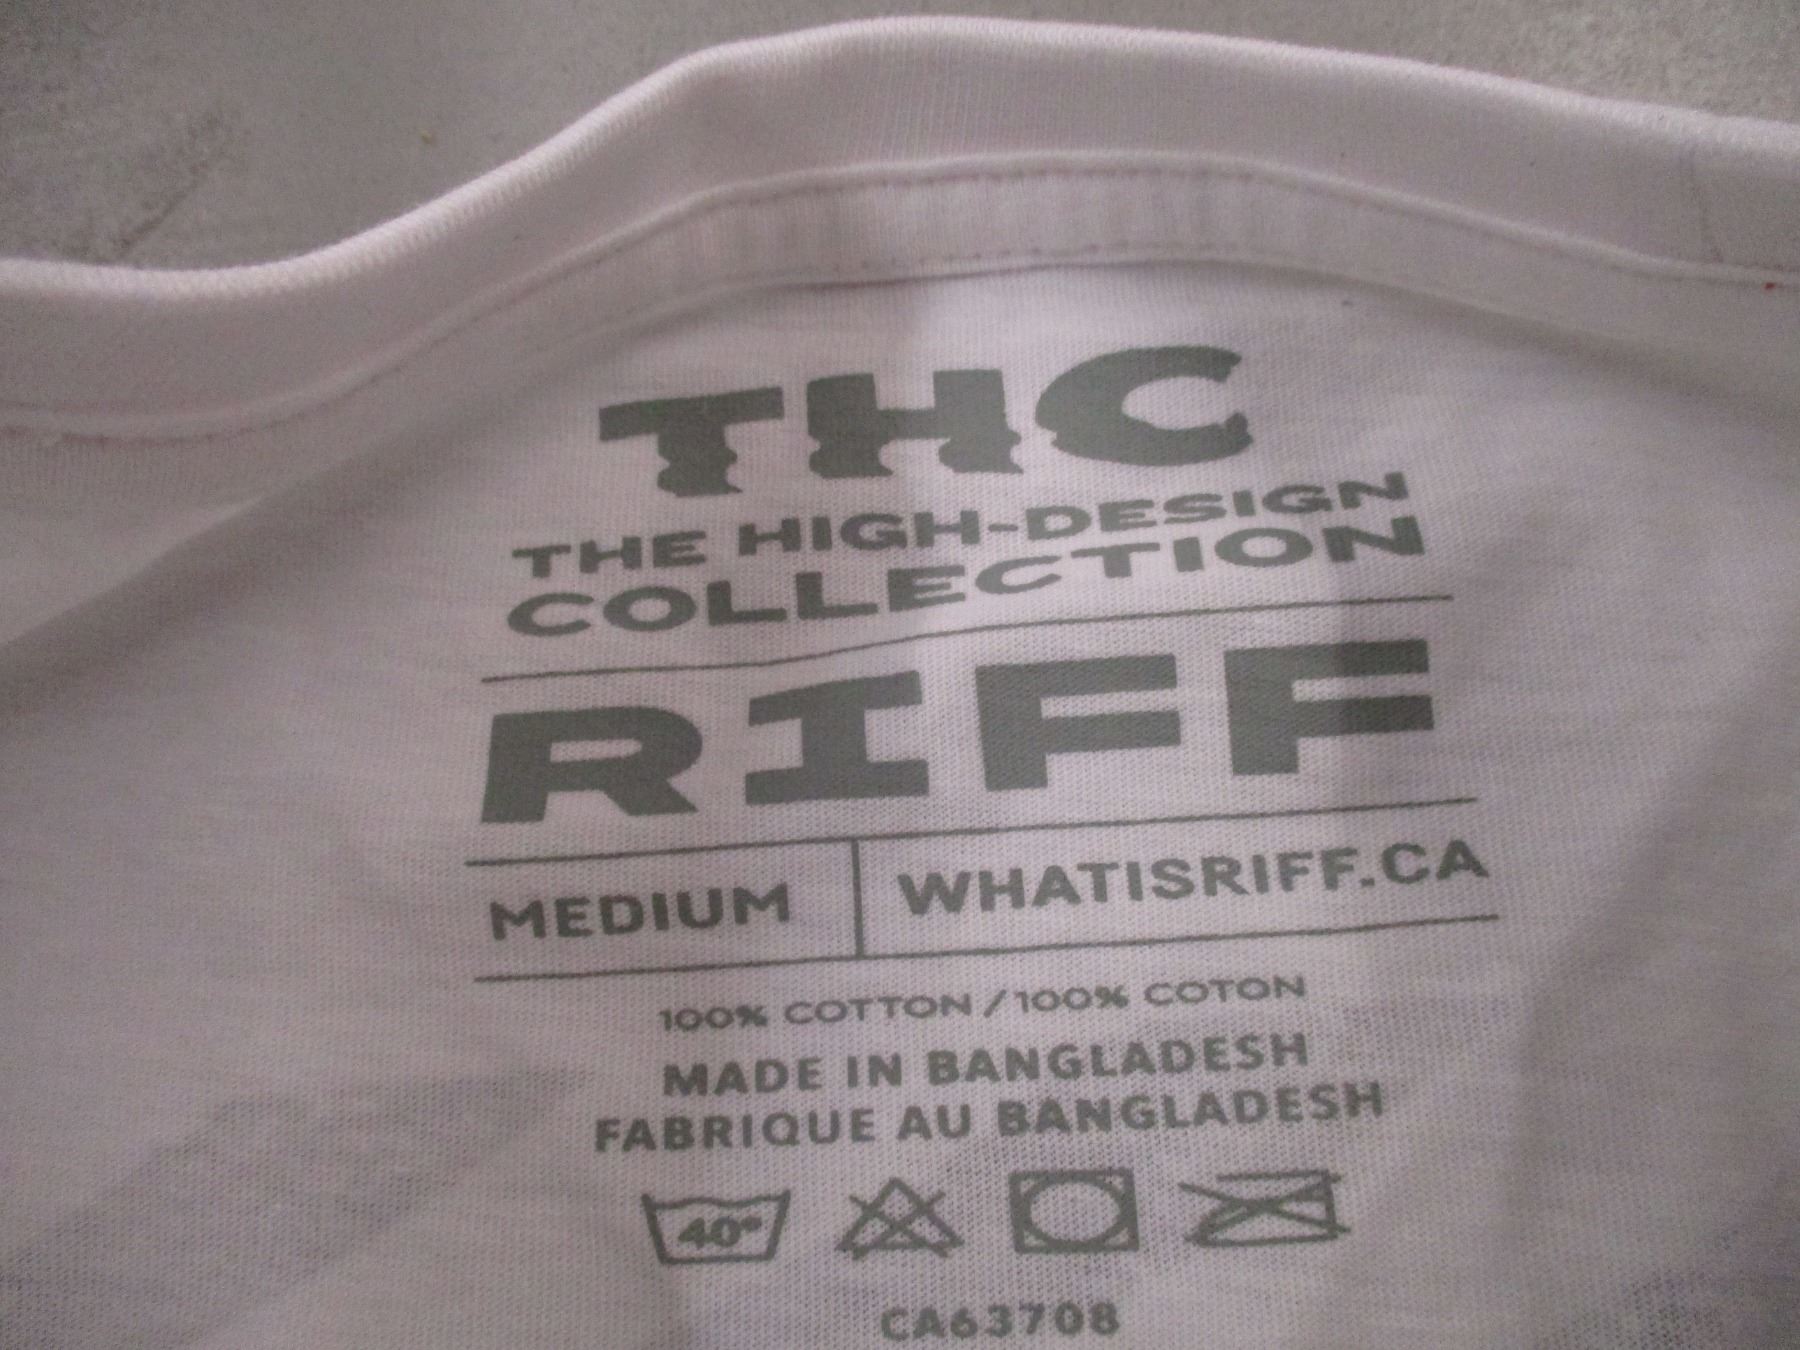 THC
THE HIGH-DESIGN
COLLECTION
RIFF
MEDIUM
WHATISRIFF.CA
100% COTTON / 100% COTON
MADE IN BANGLADESH
FABRIQUE AU BANGLADESH
40°
CA63708